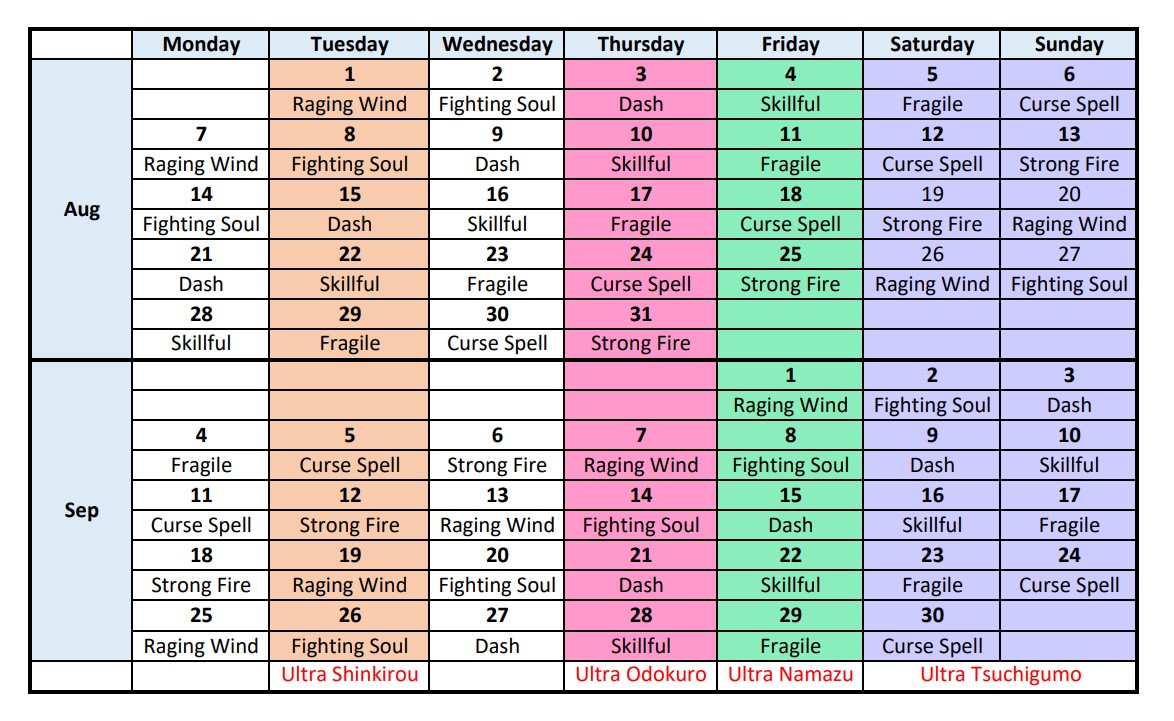 Monday Tuesday Wednesday Thursday Friday Saturday Sunday
Aug
1 2 3 4 5 6
Raging Wind Fighting Soul Dash Skillful Fragile Curse Spell
7 8 9 10 11 12 13
Raging Wind Fighting Soul Dash Skillful Fragile Curse Spell Strong Fire
14 15 16 17 18 19 20
Fighting Soul Dash Skillful Fragile Curse Spell Strong Fire Raging Wind
21 22 23 24 25 26 27
Dash Skillful Fragile Curse Spell Strong Fire Raging Wind Fighting Soul
28 29 30 31
Skillful Fragile Curse Spell Strong Fire
Sep
1 2 3
Raging Wind Fighting Soul Dash
4 5 6 7 8 9 10
Fragile Curse Spell Strong Fire Raging Wind Fighting Soul Dash Skillful
11 12 13 14 15 16 17
Curse Spell Strong Fire Raging Wind Fighting Soul Dash Skillful Fragile
18 19 20 21 22 23 24
Strong Fire Raging Wind Fighting Soul Dash Skillful Fragile Curse Spell
25 26 27 28 29 30
Raging Wind Fighting Soul Dash Skillful Fragile Curse Spell
Ultra Shinkirou Ultra Odokuro Ultra Namazu Ultra Tsuchigumo